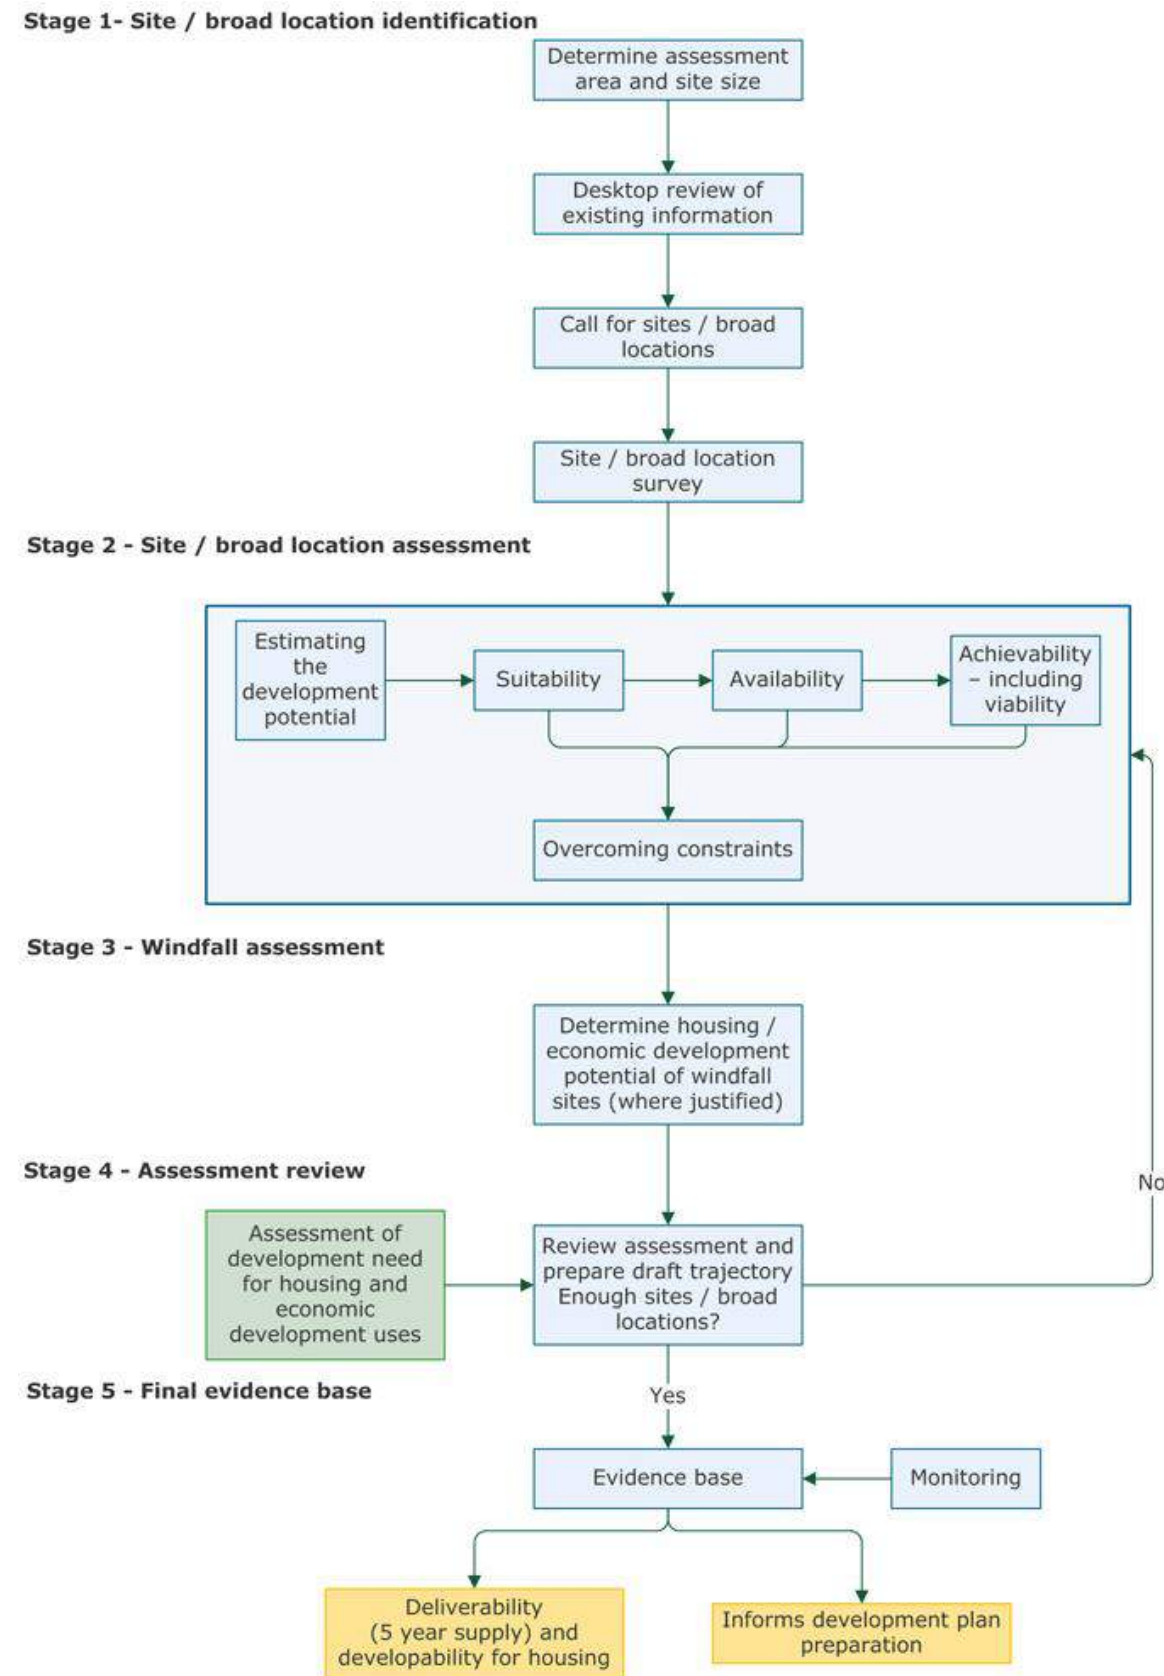 Stage 1- Site / broad location identification
Determine assessment
area and site size
Desktop review of
existing information
Call for sites / broad
locations
Site / broad location
survey
Stage 2 - Site / broad location assessment
Estimating
the
development
potential
Suitability
Availability
Achievability
– including
viability
Overcoming constraints
Stage 3 - Windfall assessment
Determine housing /
economic development
potential of windfall
sites (where justified)
Stage 4 - Assessment review
No
Assessment of
development need
for housing and
economic
development uses
Review assessment and
prepare draft trajectory
Enough sites / broad
locations?
Stage 5 - Final evidence base
Yes
Evidence base
Monitoring
Deliverability
(5 year supply) and
developability for housing
Informs development plan
preparation